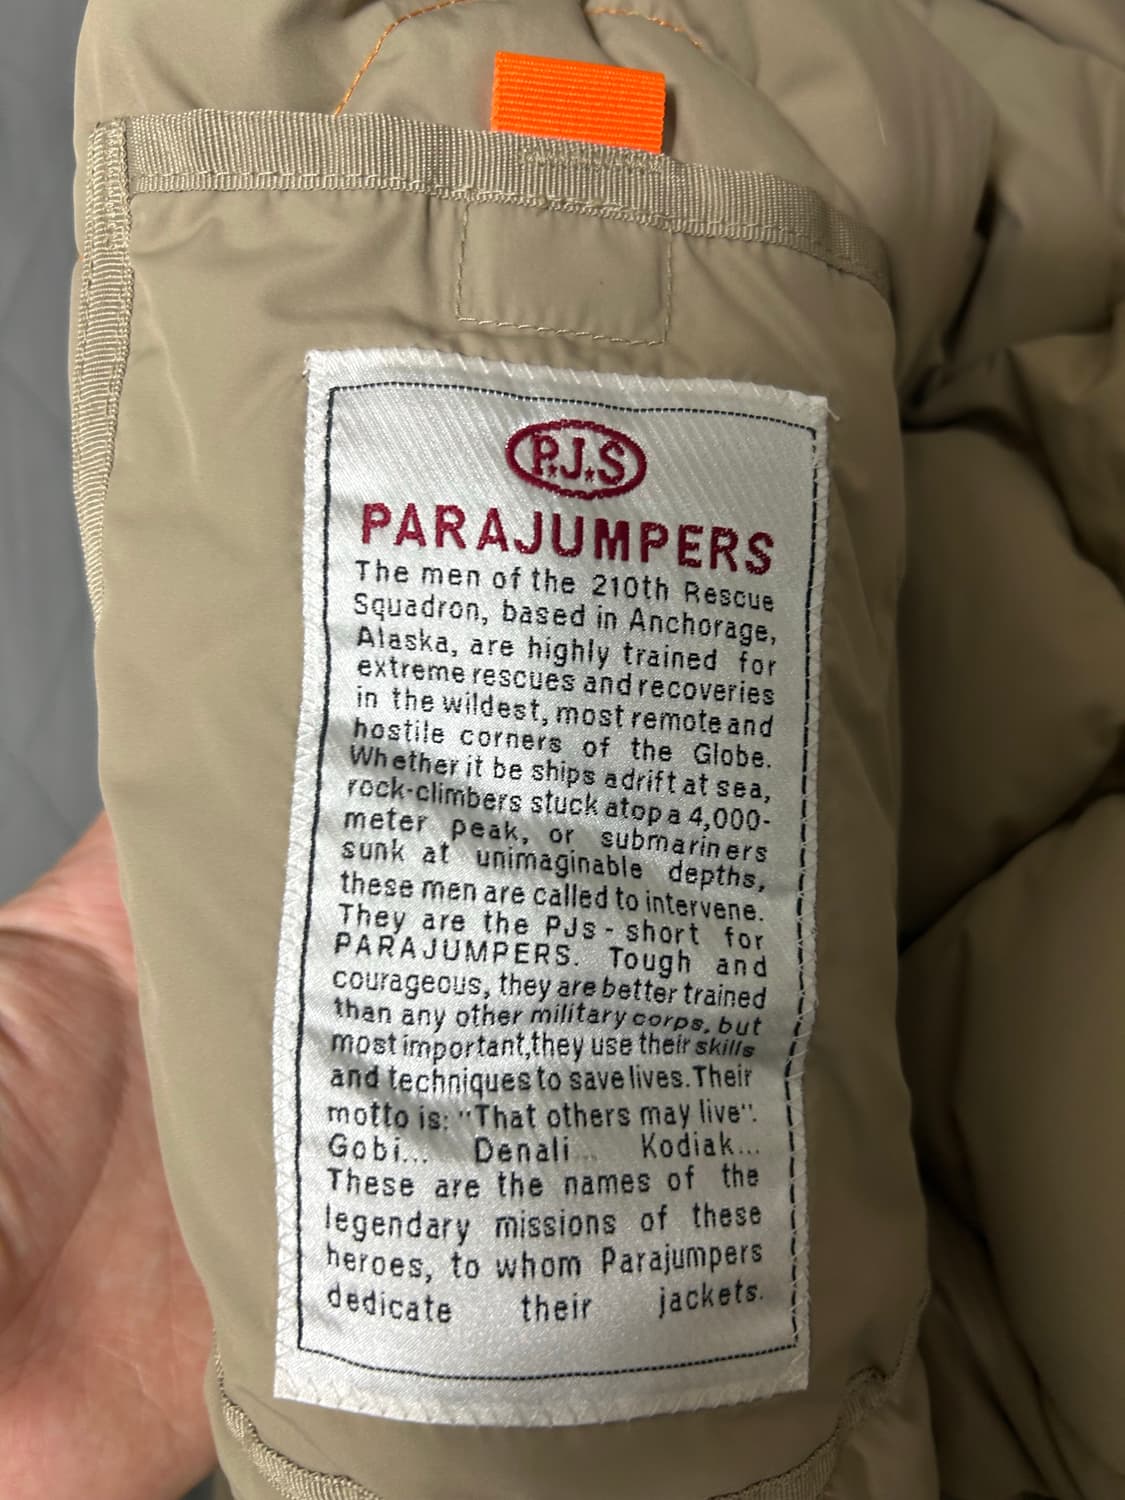 P.J.S
PARAJUMPERS
The men of the 210th Rescue
Squadron, based in Anchorage,
Alaska, are highly trained for
extreme rescues and recoveries
in the wildest, most remote and
hostile corners of the Globe.
Whether it be ships adrift at sea,
rock-climbers stuck atop a 4,000-
meter peak, or submariners
sunk at unimaginable depths,
these men are called to intervene.
They are the PJs - short for
PARAJUMPERS. Tough and
courageous, they are better trained
than any other military corps, but
most important,they use their skills
and techniques to save lives. Their
motto is: "That others may live".
Gobi... Denali... Kodiak...
These are the names of the
legendary missions of these
heroes, to whom Parajumpers
dedicate their jackets.